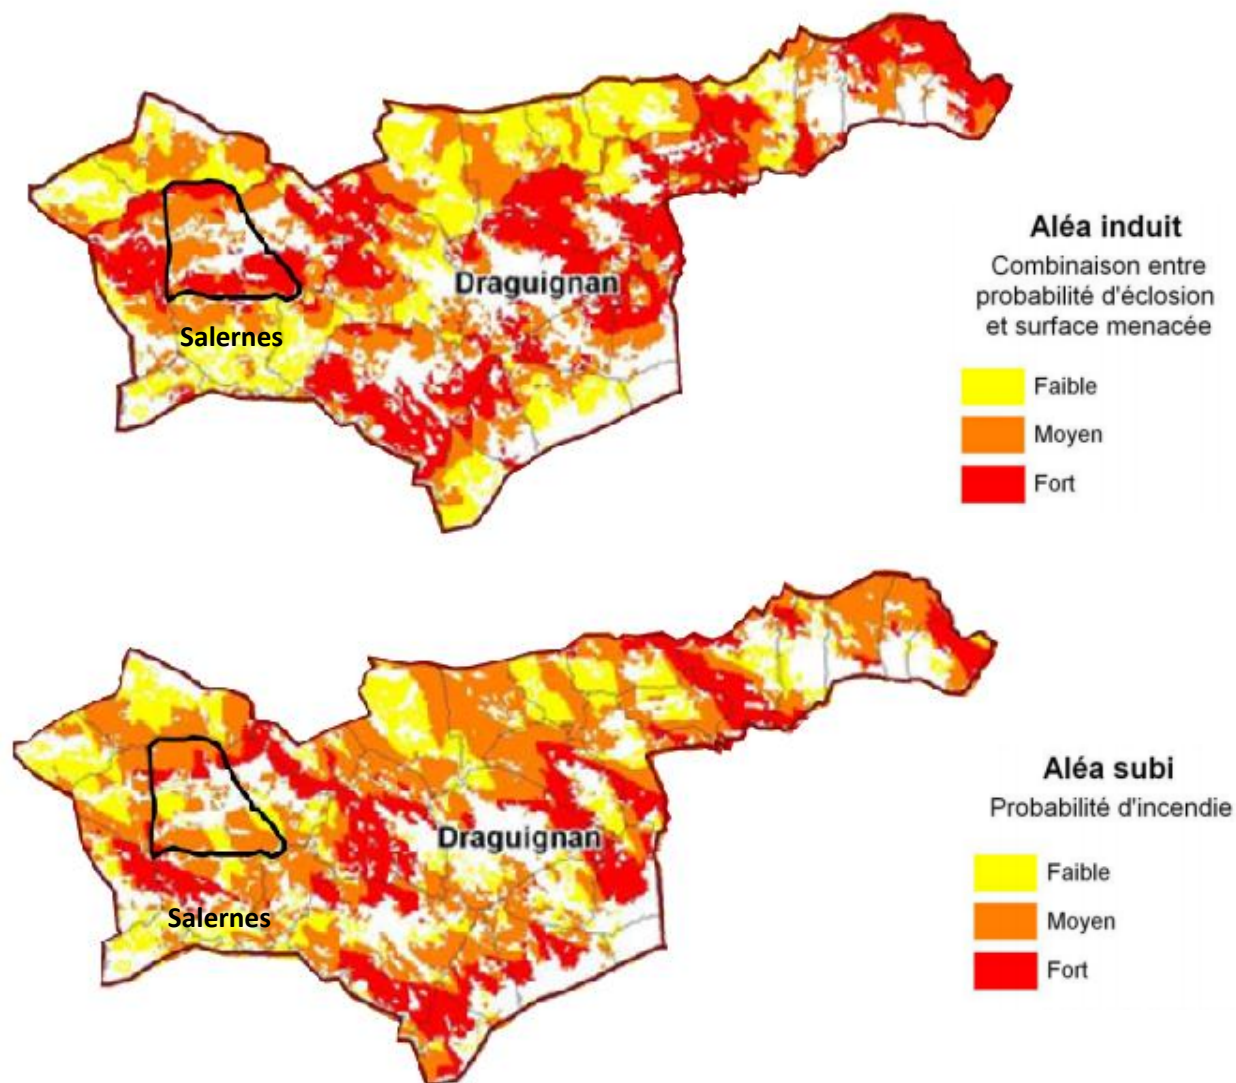 Aléa induit
Combinaison entre
probabilité d'éclosion
et surface menacée
Draguignan
Salernes
Faible
Moyen
Fort
Aléa subi
Probabilité d'incendie
Draguignan
Salernes
Faible
Moyen
Fort